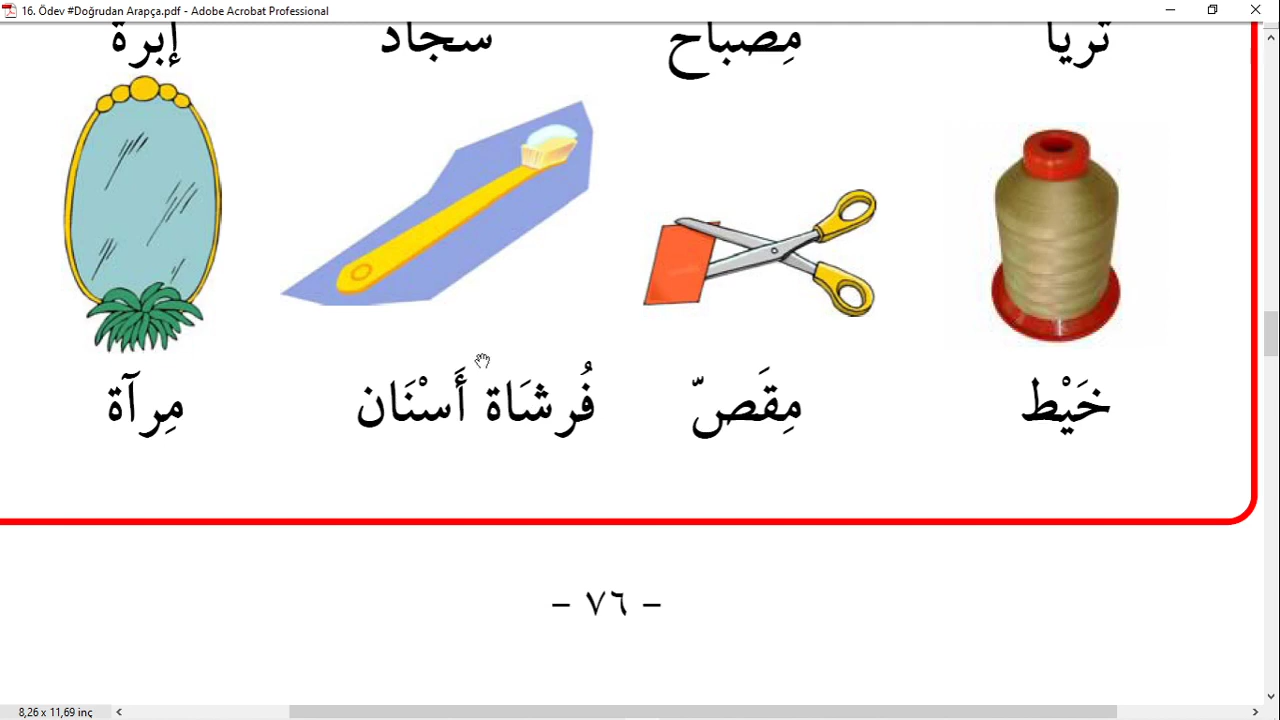 16. Ödev #Doğrudan Arapça.pdf - Adobe Acrobat Professional
ثريا مِصباح سجاد إبرة
خَيْط مِقَصّ فُرشَاة أَسْنَان مِرآة
- ٧٦ -
8,26 x 11,69 inç